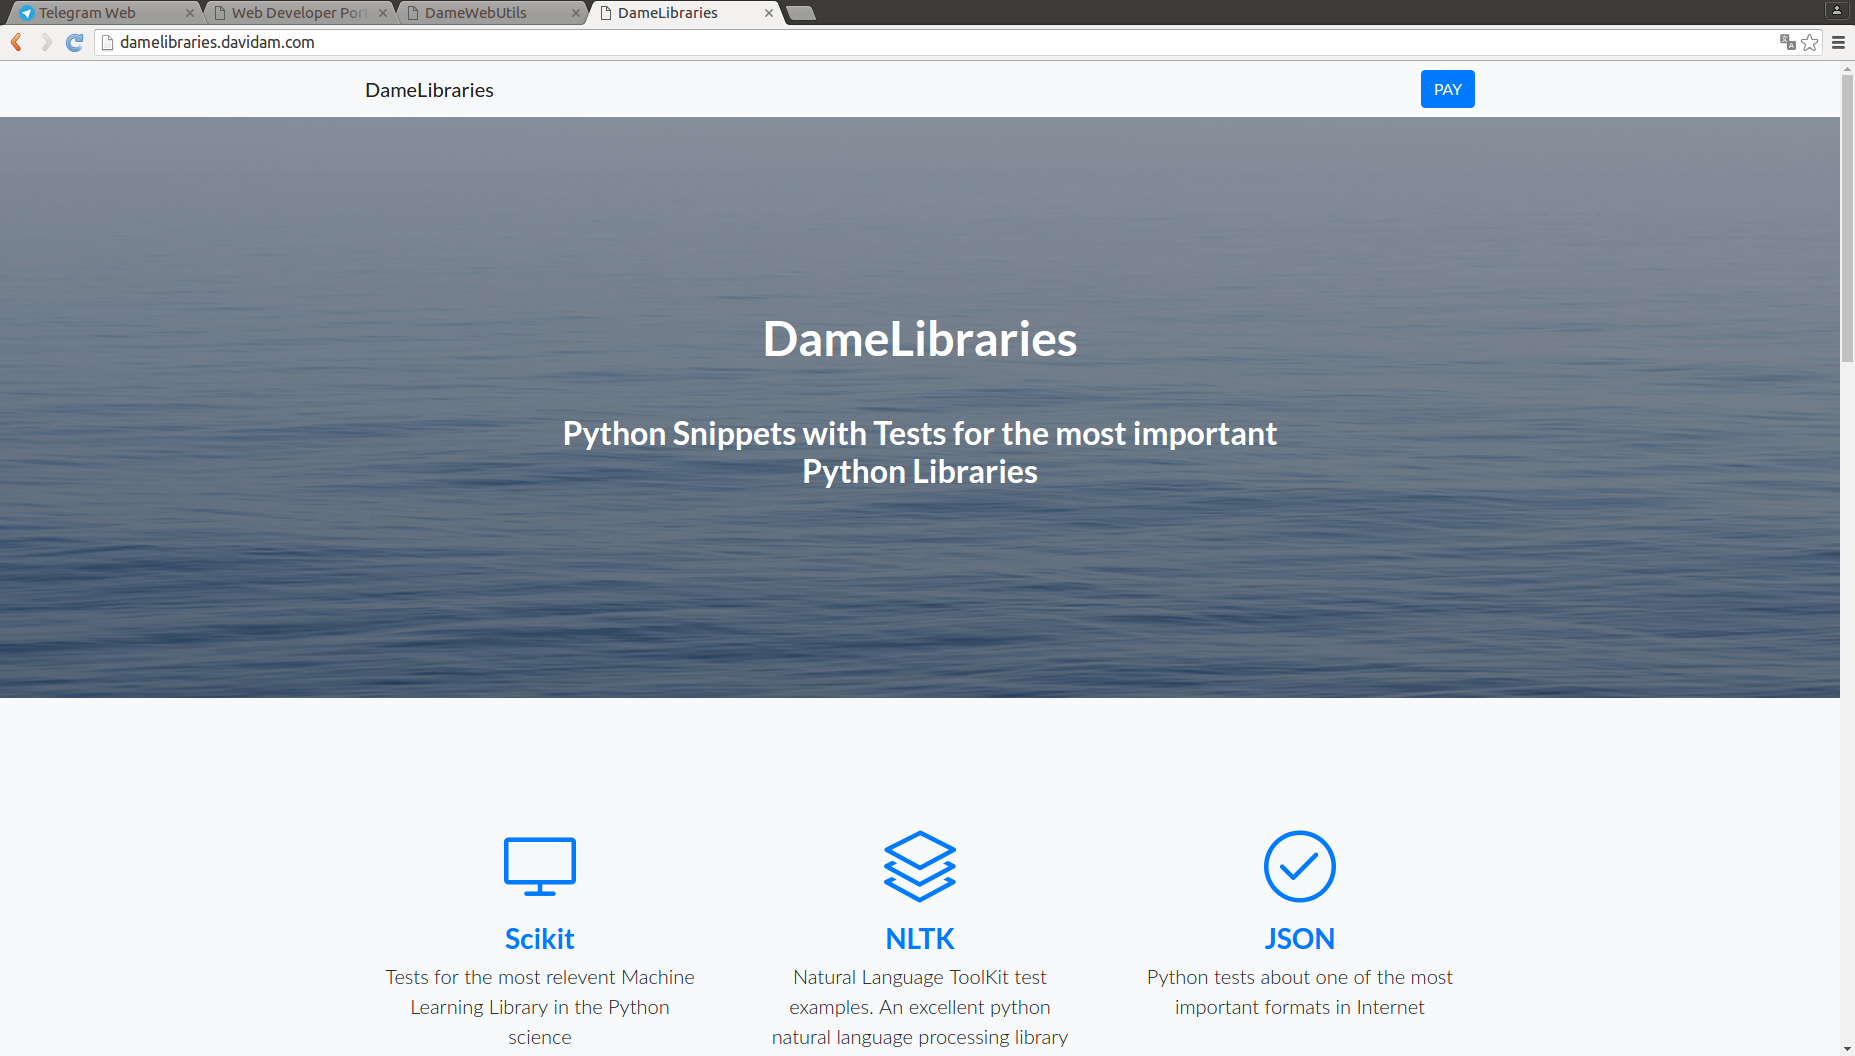 Telegram Web
Web Developer Por
DameWebUtils
DameLibraries
damelibraries.davidam.com
DameLibraries
PAY
DameLibraries
Python Snippets with Tests for the most important
Python Libraries
Scikit
Tests for the most relevent Machine
Learning Library in the Python
science
NLTK
Natural Language ToolKit test
examples. An excellent python
natural language processing library
JSON
Python tests about one of the most
important formats in Internet